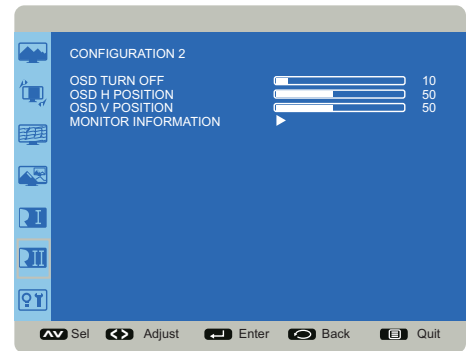 CONFIGURATION 2
OSD TURN OFF 10
OSD H POSITION 50
OSD V POSITION 50
MONITOR INFORMATION
I
II
Sel Adjust Enter Back Quit